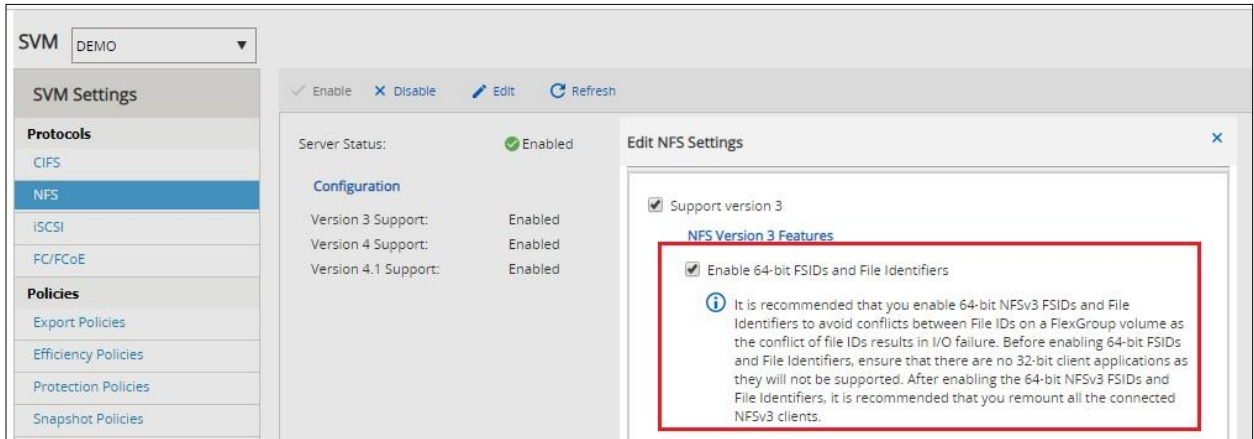 SVM DEMO
SVM Settings
Protocols
CIFS
NFS
iSCSI
FC/FCoE
Policies
Export Policies
Efficiency Policies
Protection Policies
Snapshot Policies
Enable Disable Edit Refresh
Server Status: Enabled
Configuration
Version 3 Support: Enabled
Version 4 Support: Enabled
Version 4.1 Support: Enabled
Edit NFS Settings
Support version 3
NFS Version 3 Features
Enable 64-bit FSIDs and File Identifiers
It is recommended that you enable 64-bit NFSv3 FSIDs and File
Identifiers to avoid conflicts between File IDs on a FlexGroup volume as
the conflict of file IDs results in I/O failure. Before enabling 64-bit FSIDs
and File Identifiers, ensure that there are no 32-bit client applications as
they will not be supported. After enabling the 64-bit NFSv3 FSIDs and
File Identifiers, it is recommended that you remount all the connected
NFSv3 clients.